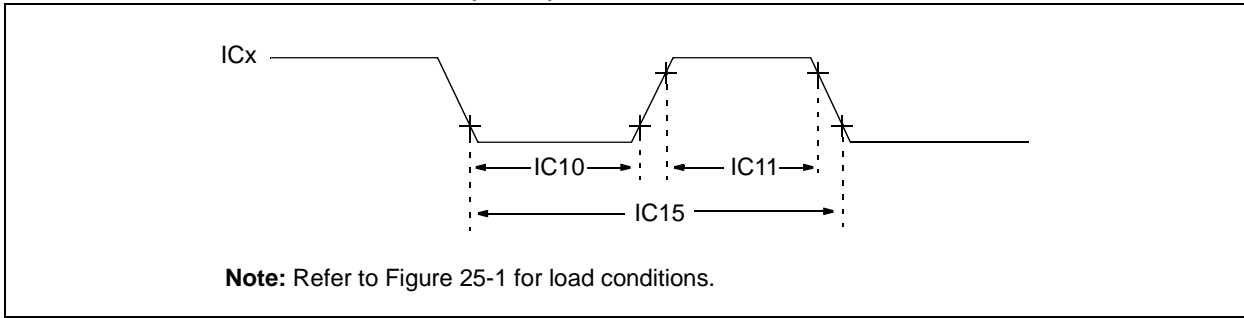 ICx
IC10
IC11
IC15
Note: Refer to Figure 25-1 for load conditions.